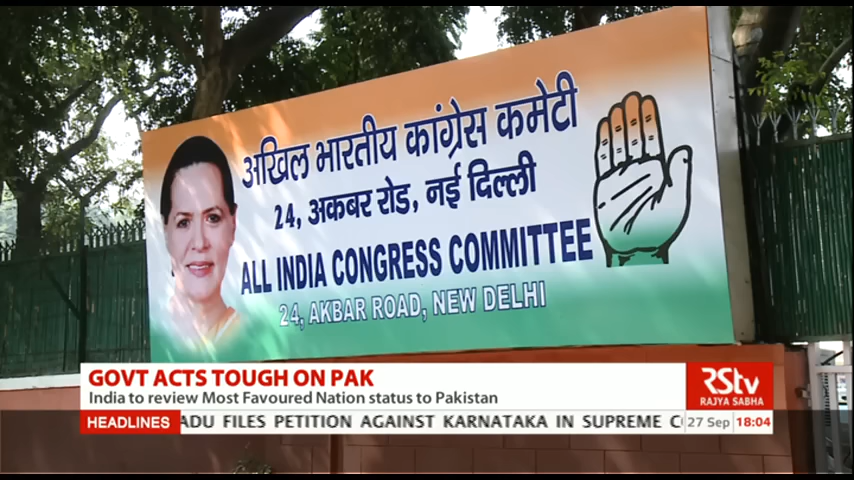 अखिल भारतीय कांग्रेस कमेटी
24, अकबर रोड, नई दिल्ली
ALL INDIA CONGRESS COMMITTEE
24, AKBAR ROAD, NEW DELHI
GOVT ACTS TOUGH ON PAK
India to review Most Favoured Nation status to Pakistan
RStv
RAJYA SABHA
HEADLINES ADU FILES PETITION AGAINST KARNATAKA IN SUPREME C 27 Sep 18:04